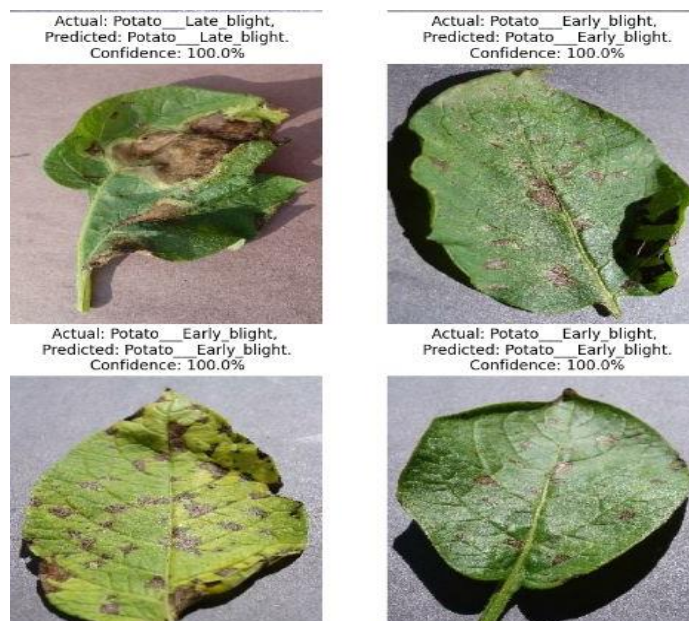 Actual: Potato___Late_blight,
Predicted: Potato___Late_blight.
Confidence: 100.0%
Actual: Potato___Early_blight,
Predicted: Potato___Early_blight.
Confidence: 100.0%
Actual: Potato___Early_blight,
Predicted: Potato___Early_blight.
Confidence: 100.0%
Actual: Potato___Early_blight,
Predicted: Potato___Early_blight.
Confidence: 100.0%